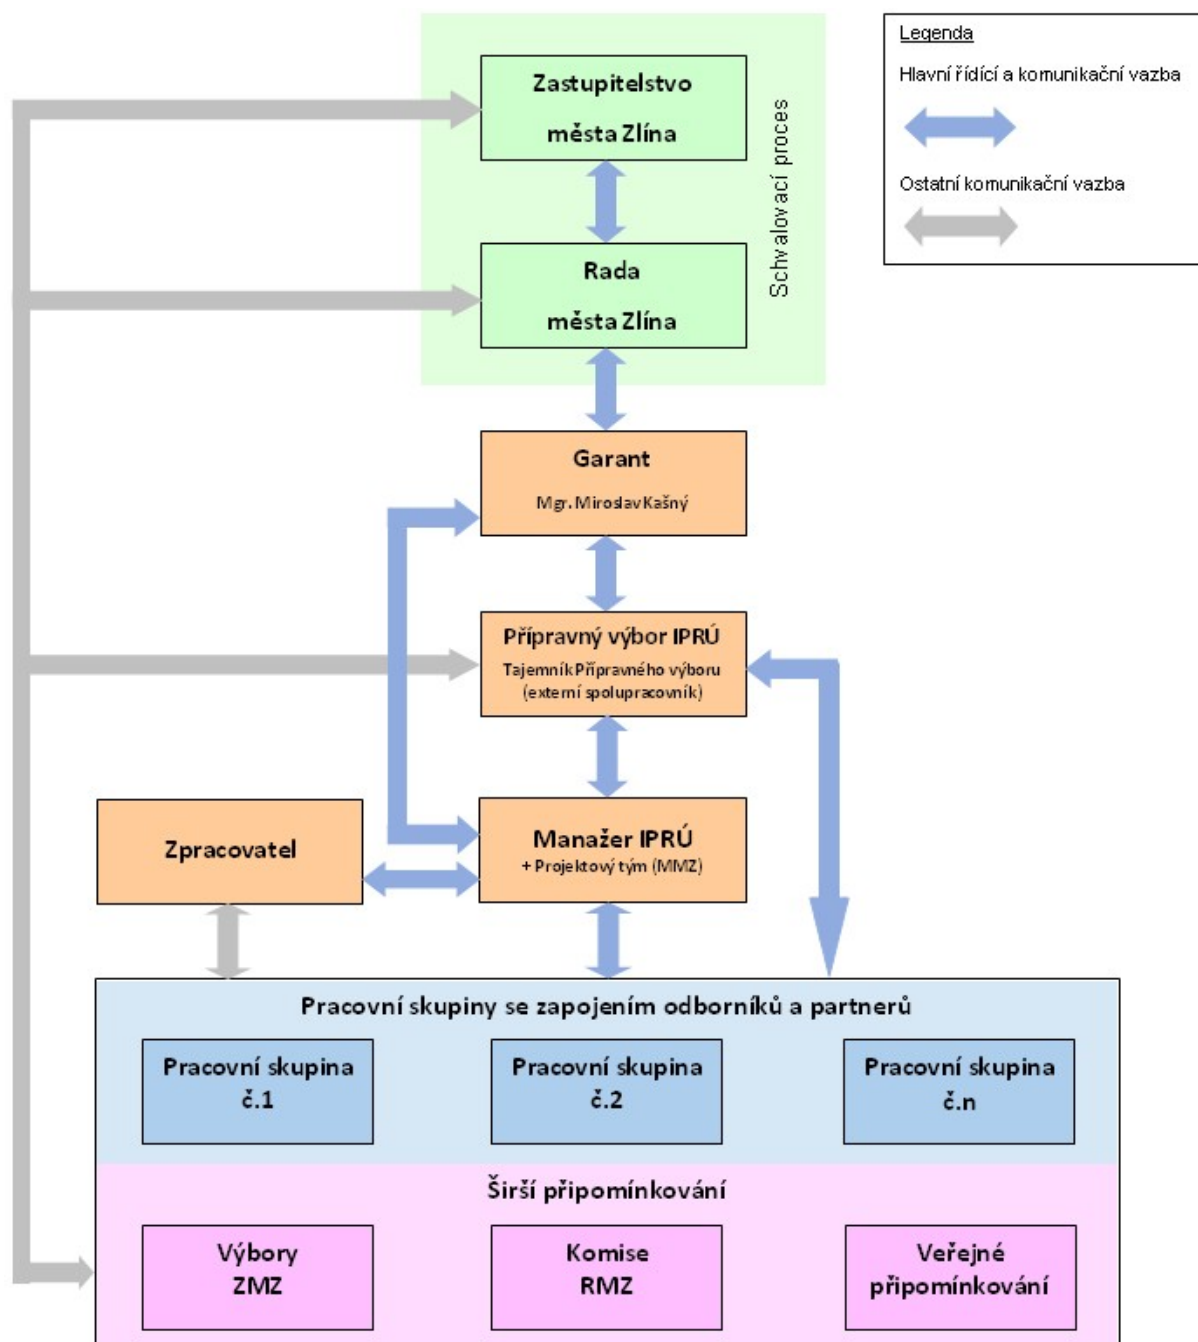 Legenda
Hlavní řídící a komunikační vazba
Ostatní komunikační vazba
Zastupitelstvo
města Zlína
Schvalovací proces
Rada
města Zlína
Garant
Mgr. Miroslav Kašný
Přípravný výbor IPRÚ
Tajemník Přípravného výboru
(externí spolupracovník)
Zpracovatel
Manažer IPRÚ
+ Projektový tým (MMZ)
Pracovní skupiny se zapojením odborníků a partnerů
Pracovní skupina
č.1
Pracovní skupina
č.2
Pracovní skupina
č.n
Širší připomínkování
Výbory
ZMZ
Komise
RMZ
Veřejné
připomínkování